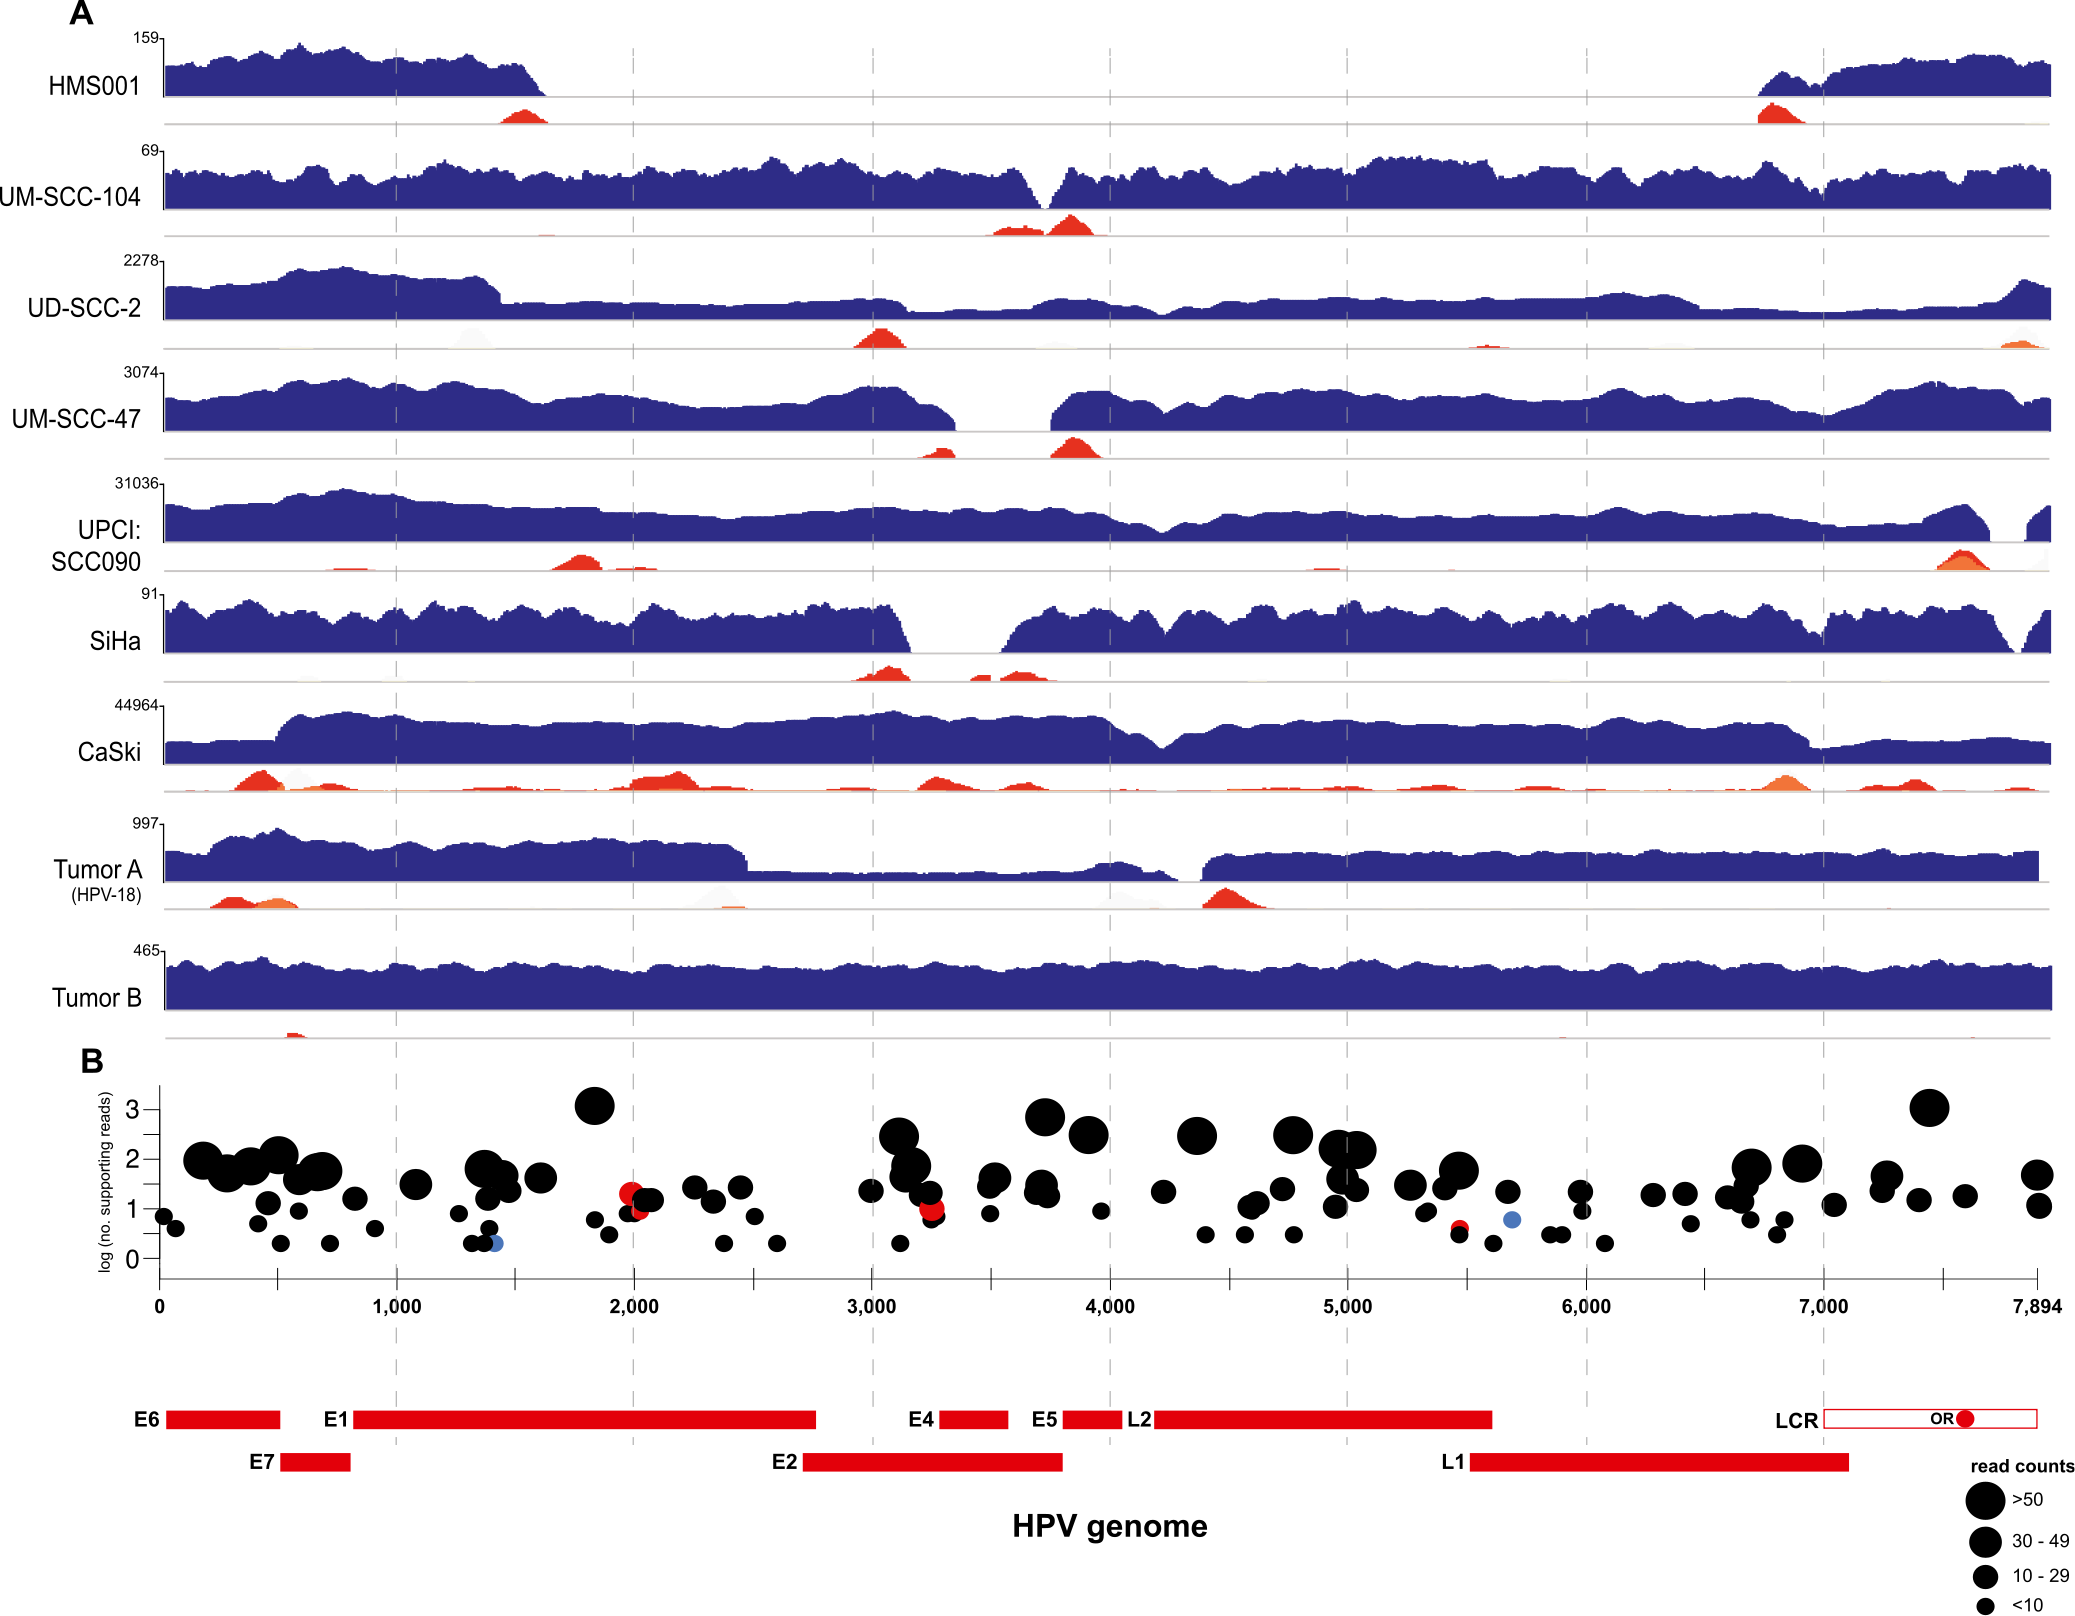 A
159
HMS001
69
UM-SCC-104
2278
UD-SCC-2
3074
UM-SCC-47
31036
UPCI:
SCC090
91
SiHa
44964
CaSki
997
Tumor A
(HPV-18)
465
Tumor B
B
log (no. supporting reads)
3
2
1
0
0 1,000 2,000 3,000 4,000 5,000 6,000 7,000 7,894
E6 E1 E4 E5 L2 LCR OR
E7 E2 L1
read counts
>50
30 - 49
10 - 29
<10
HPV genome